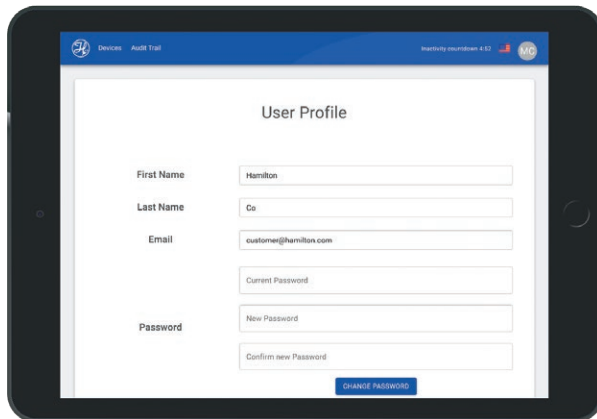 H Devices Audit Trail Inactivity countdown 4:52 MC
User Profile
First Name Hamilton
Last Name Co
Email customer@hamilton.com
Current Password
New Password
Password
Confirm new Password
CHANGE PASSWORD